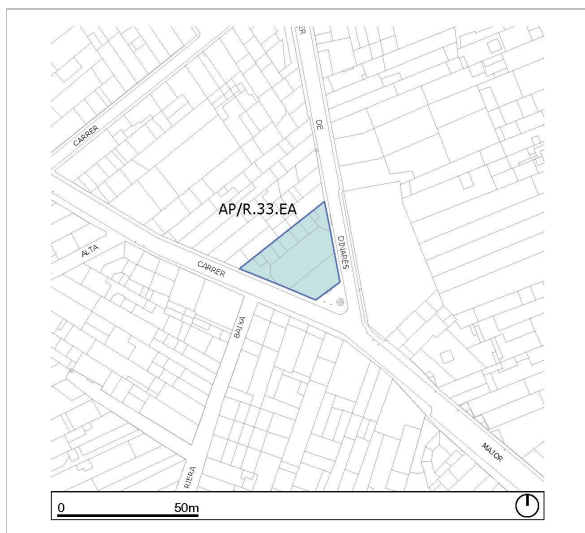 ER
DE
CARRER
AP/R.33.EA
DINARES
ALTA
CARRER
BAIXA
MAJOR
RIERA
0 50m